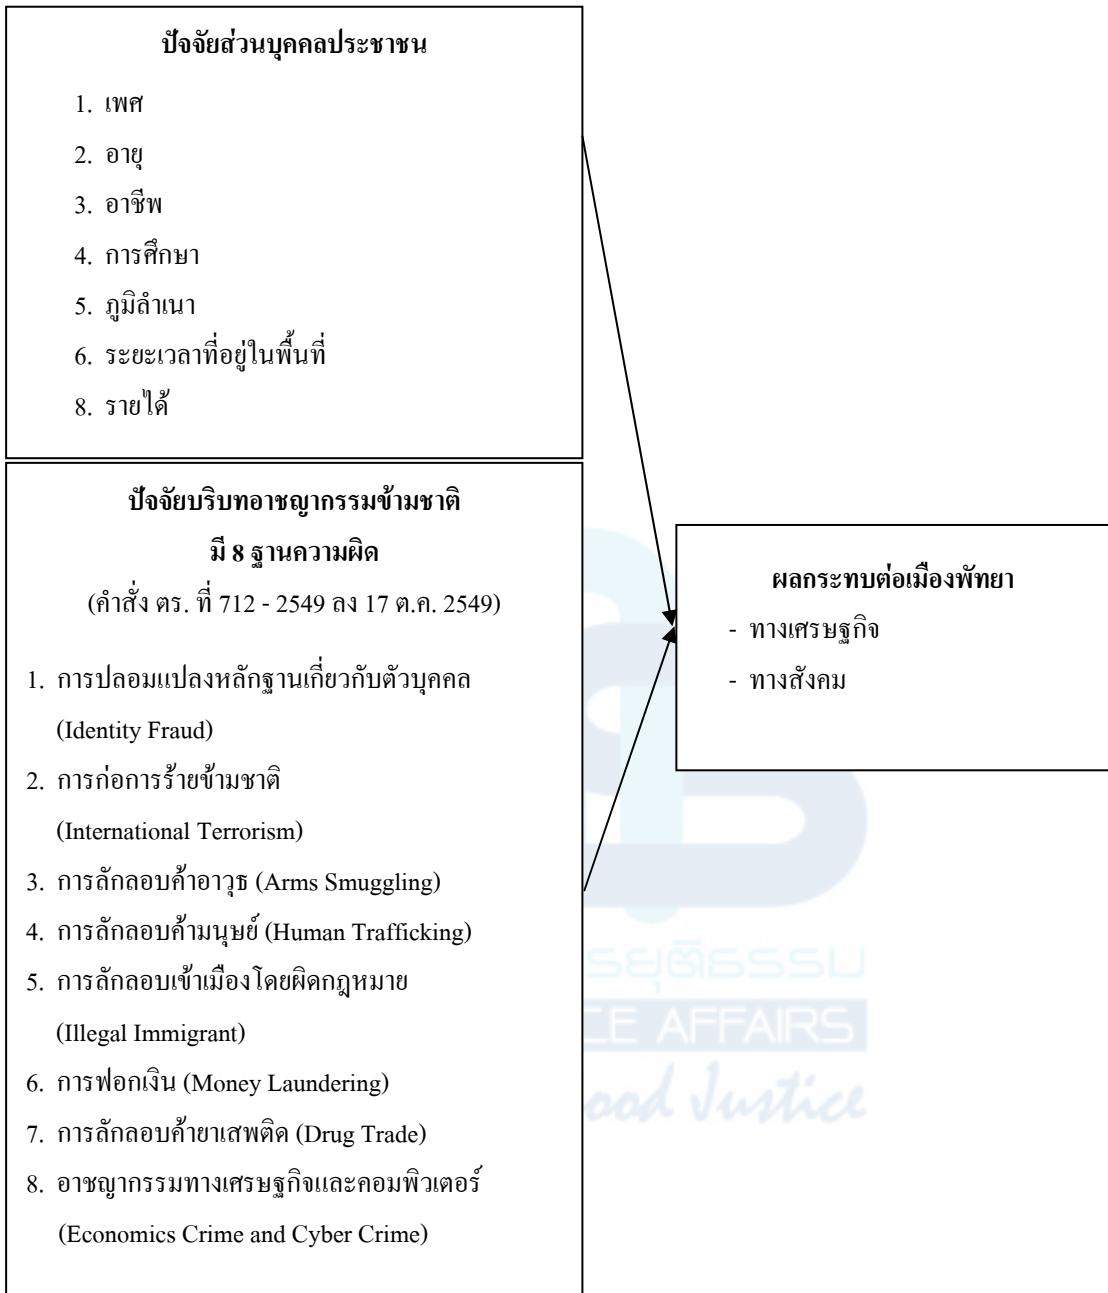 ปัจจัยส่วนบุคคลประชาชน
1. เพศ
2. อายุ
3. อาชีพ
4. การศึกษา
5. ภูมิลำเนา
6. ระยะเวลาที่อยู่ในพื้นที่
8. รายได้
ปัจจัยบริบทอาชญากรรมข้ามชาติ
มี 8 ฐานความผิด
(คำสั่ง ตร. ที่ 712 - 2549 ลง 17 ต.ค. 2549)
1. การปลอมแปลงหลักฐานเกี่ยวกับตัวบุคคล
(Identity Fraud)
2. การก่อการร้ายข้ามชาติ
(International Terrorism)
3. การลักลอบค้าอาวุธ (Arms Smuggling)
4. การลักลอบค้ามนุษย์ (Human Trafficking)
5. การลักลอบเข้าเมืองโดยผิดกฎหมาย
(Illegal Immigrant)
6. การฟอกเงิน (Money Laundering)
7. การลักลอบค้ายาเสพติด (Drug Trade)
8. อาชญากรรมทางเศรษฐกิจและคอมพิวเตอร์
(Economics Crime and Cyber Crime)
ผลกระทบต่อเมืองพัทยา
- ทางเศรษฐกิจ
- ทางสังคม
รยุติธรรม
CE AFFAIRS
ood Justice